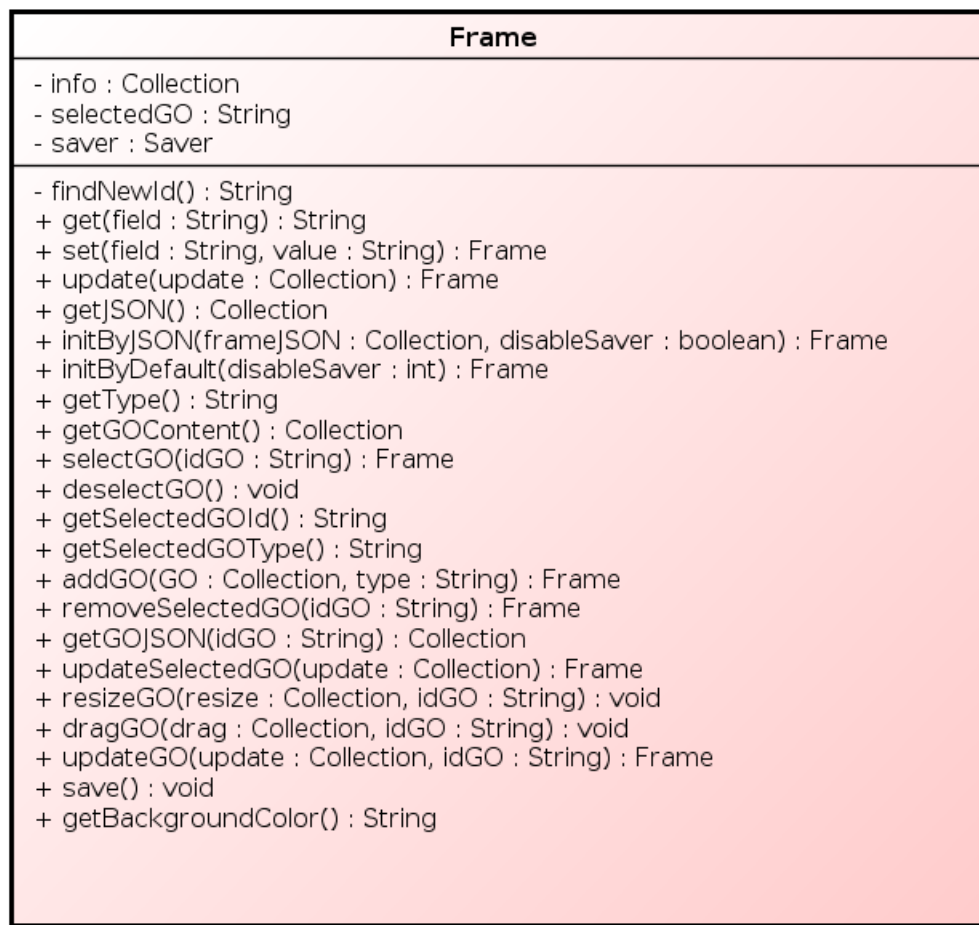 Frame
- info : Collection
- selectedGO : String
- saver : Saver
- findNewId() : String
+ get(field : String) : String
+ set(field : String, value : String) : Frame
+ update(update : Collection) : Frame
+ getJSON() : Collection
+ initByJSON(frameJSON : Collection, disableSaver : boolean) : Frame
+ initByDefault(disableSaver : int) : Frame
+ getType() : String
+ getGOContent() : Collection
+ selectGO(idGO : String) : Frame
+ deselectGO() : void
+ getSelectedGOId() : String
+ getSelectedGOType() : String
+ addGO(GO : Collection, type : String) : Frame
+ removeSelectedGO(idGO : String) : Frame
+ getGOJSON(idGO : String) : Collection
+ updateSelectedGO(update : Collection) : Frame
+ resizeGO(resize : Collection, idGO : String) : void
+ dragGO(drag : Collection, idGO : String) : void
+ updateGO(update : Collection, idGO : String) : Frame
+ save() : void
+ getBackgroundColor() : String